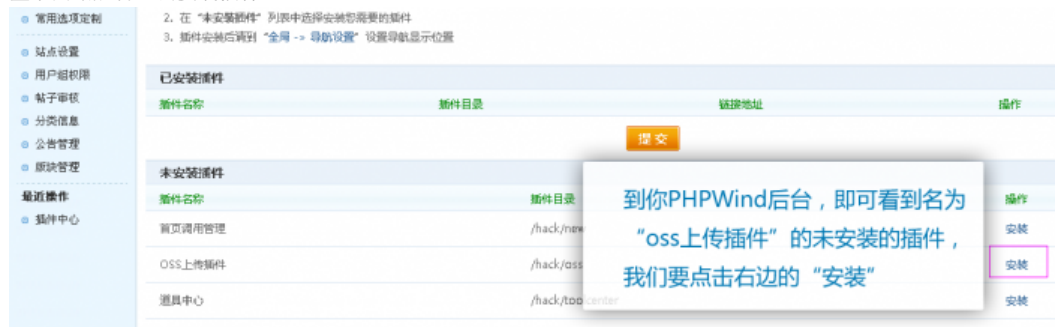 常用选项定制
站点设置
用户组权限
帖子审核
分类信息
公告管理
版块管理
最近操作
插件中心
2. 在 “未安装插件” 列表中选择安装您需要的插件
3. 插件安装后请到 “全局 -> 导航设置” 设置导航显示位置
已安装插件
插件名称 插件目录 链接地址 操作
提 交
未安装插件
插件名称 插件目录 操作
首页调用管理 /hack/new 安装
OSS上传插件 /hack/oss 安装
道具中心 /hack/toolcenter 安装
到你PHPWind后台，即可看到名为
“oss上传插件”的未安装的插件，
我们要点击右边的“安装”